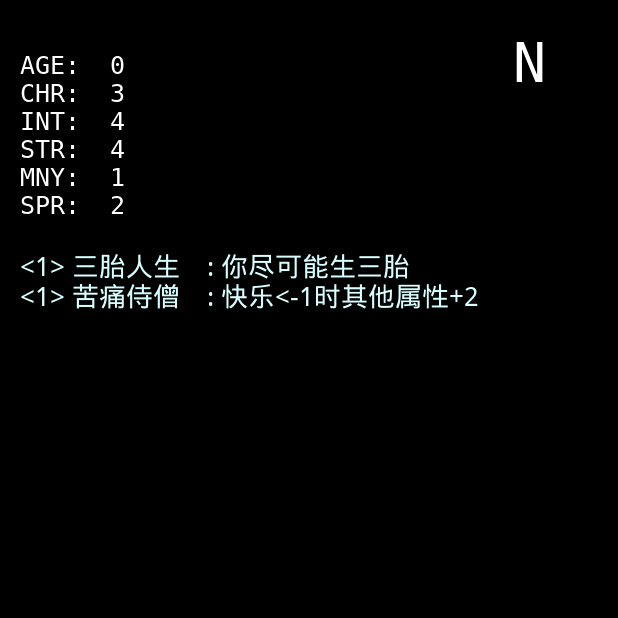 N
AGE: 0
CHR: 3
INT: 4
STR: 4
MNY: 1
SPR: 2
<1> 三胎人生 : 你尽可能生三胎
<1> 苦痛侍僧 : 快乐<-1时其他属性+2